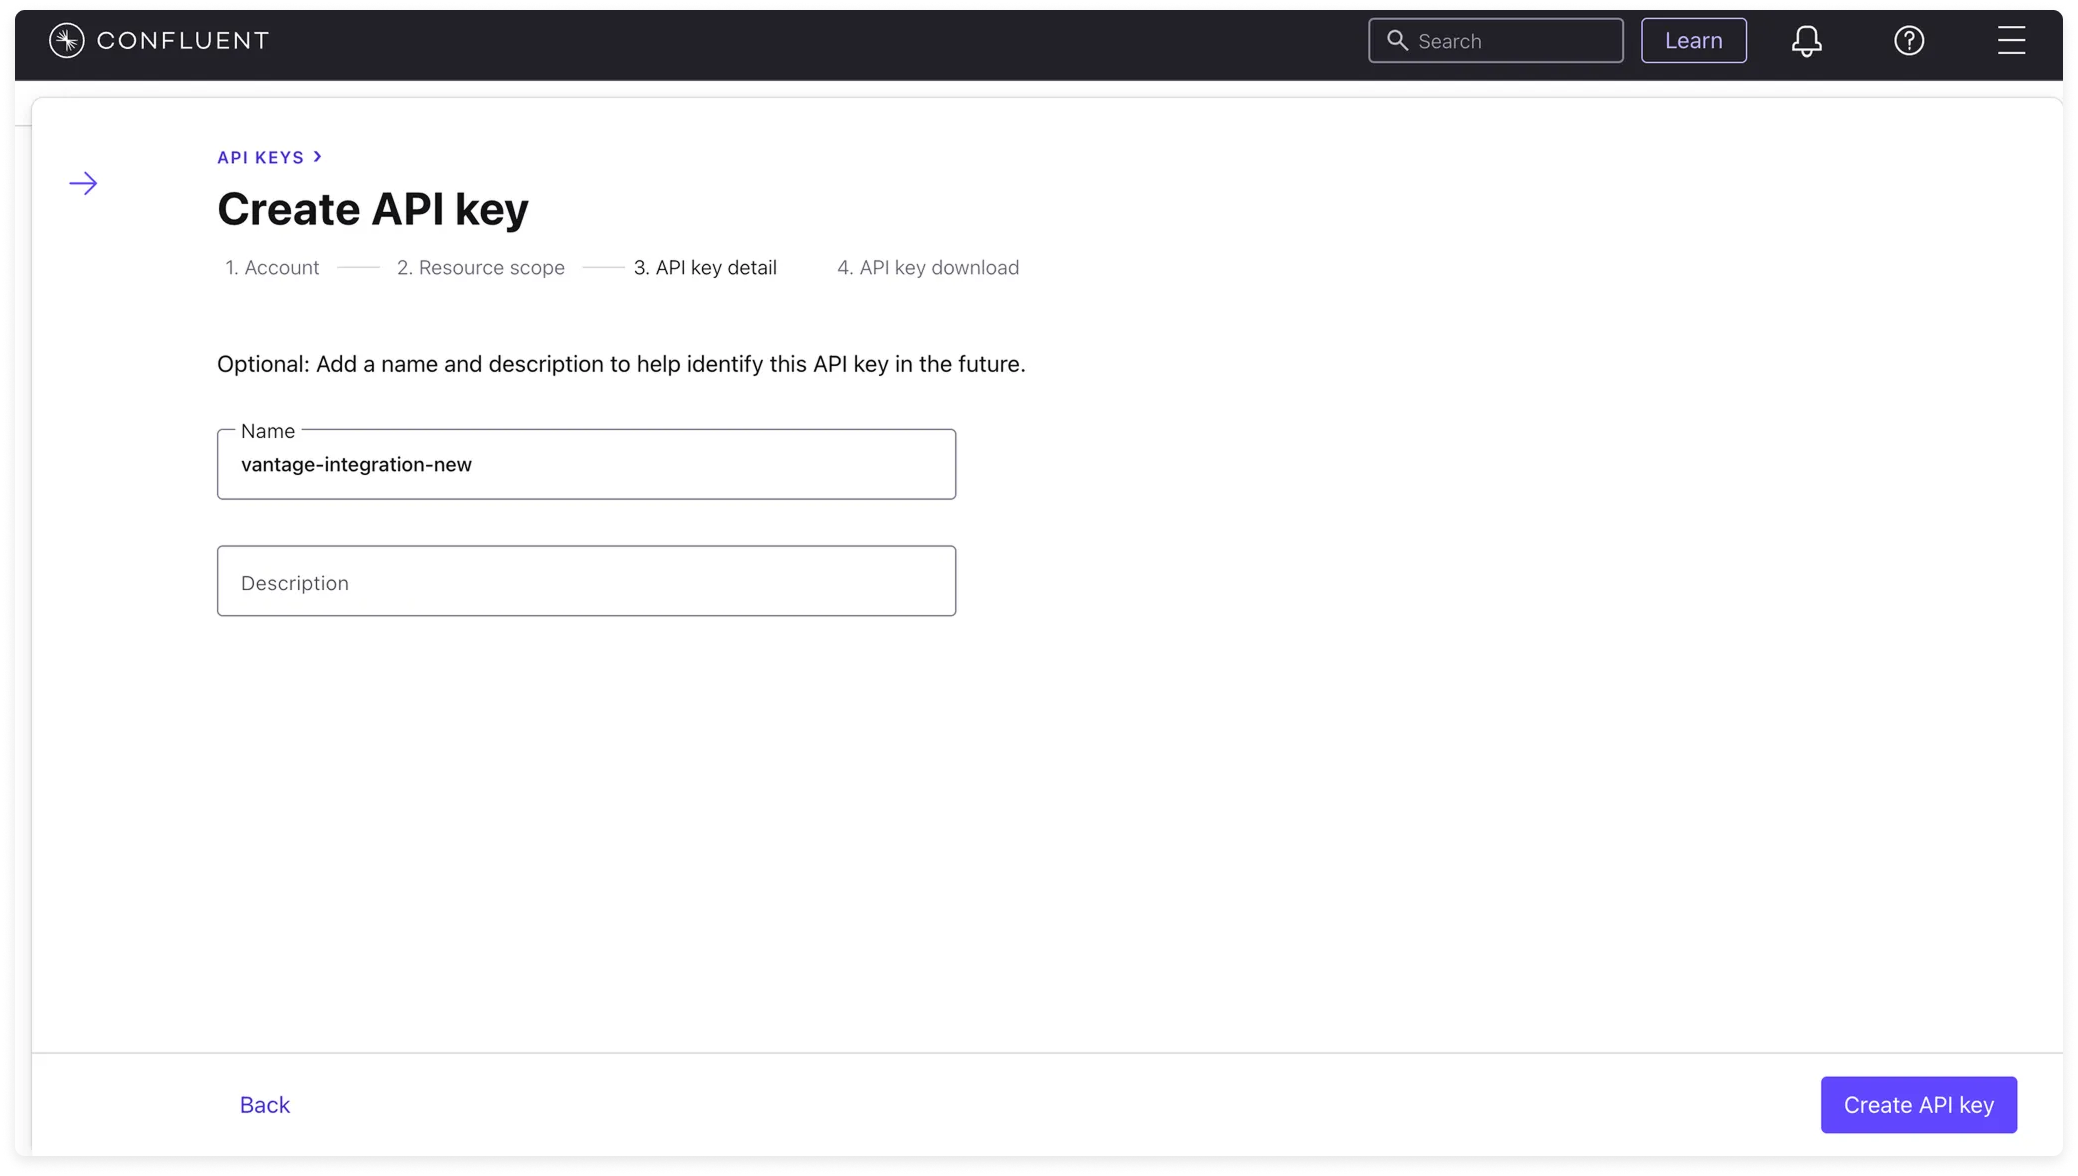 CONFLUENT
Search
Learn
API KEYS
Create API key
1. Account
2. Resource scope
3. API key detail
4. API key download
Optional: Add a name and description to help identify this API key in the future.
Name
vantage-integration-new
Description
Back
Create API key